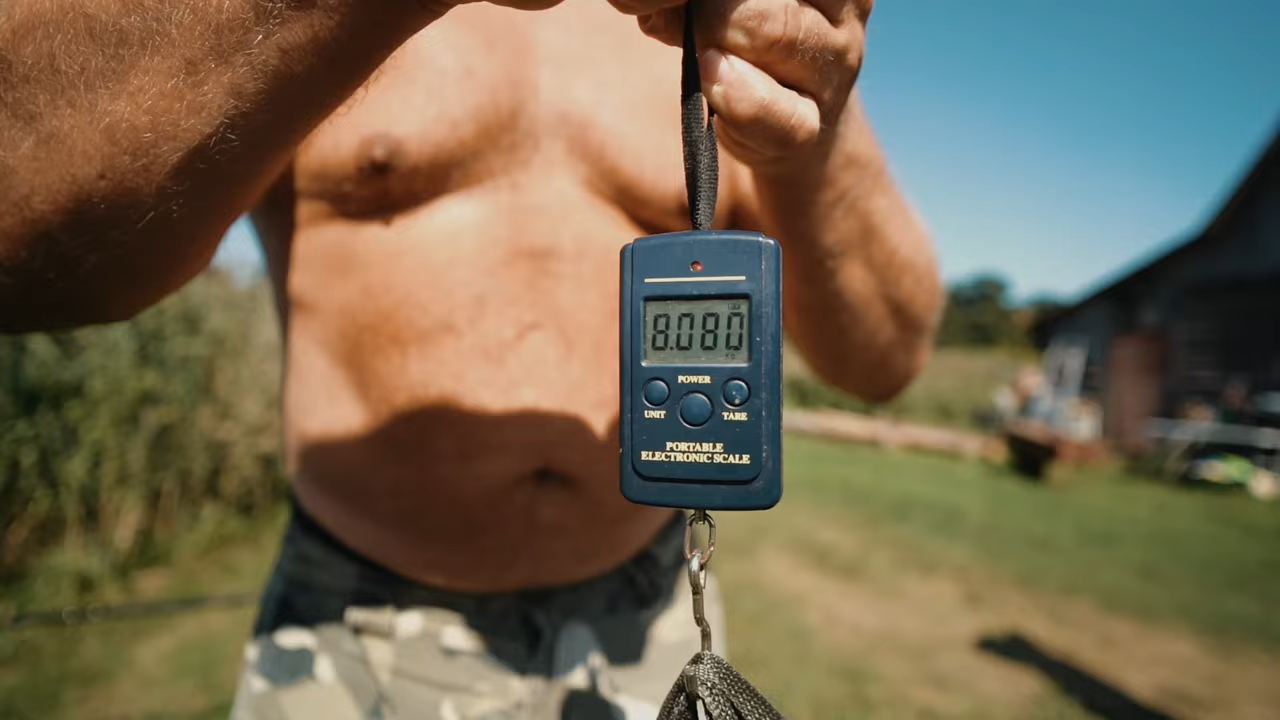 8.080
POWER
UNIT TARE
PORTABLE
ELECTRONIC SCALE